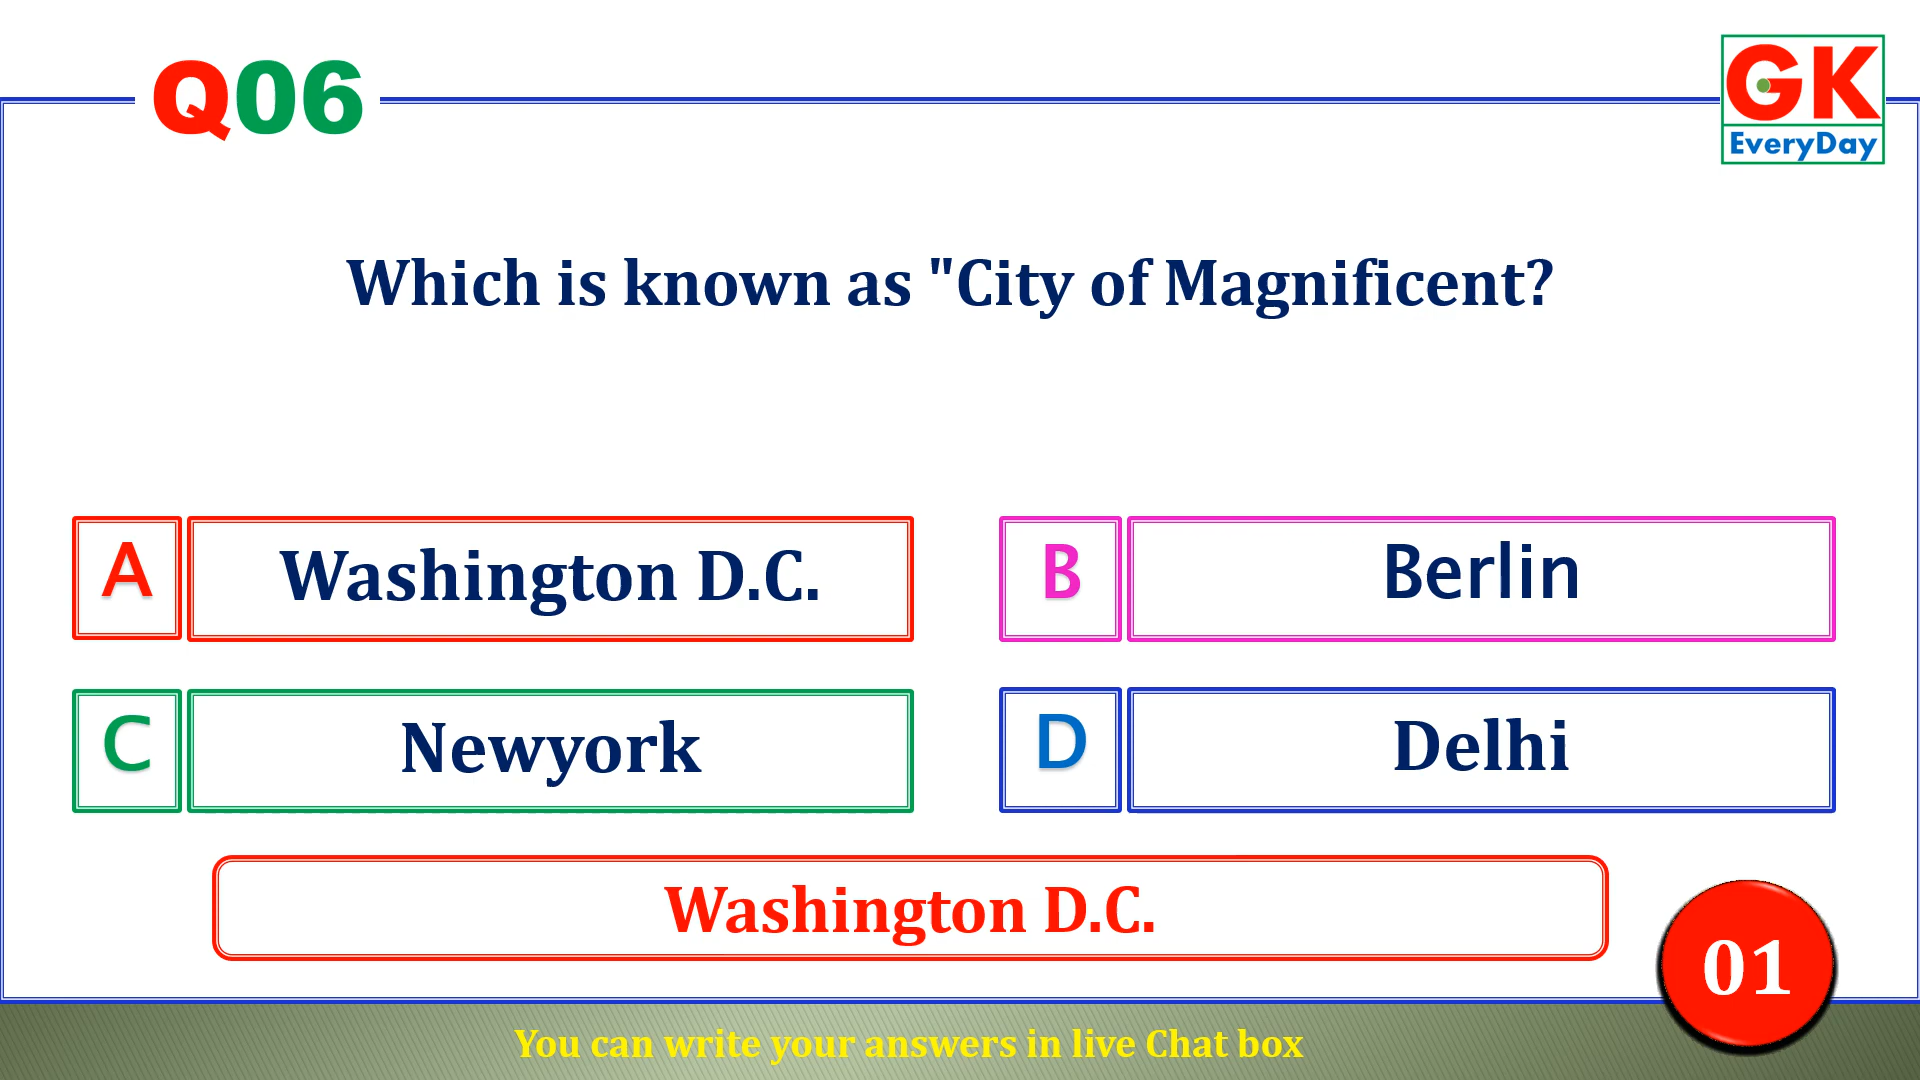 Q06
GK
EveryDay
Which is known as "City of Magnificent?
A
Washington D.C.
B
Berlin
C
Newyork
D
Delhi
Washington D.C.
01
You can write your answers in live Chat box